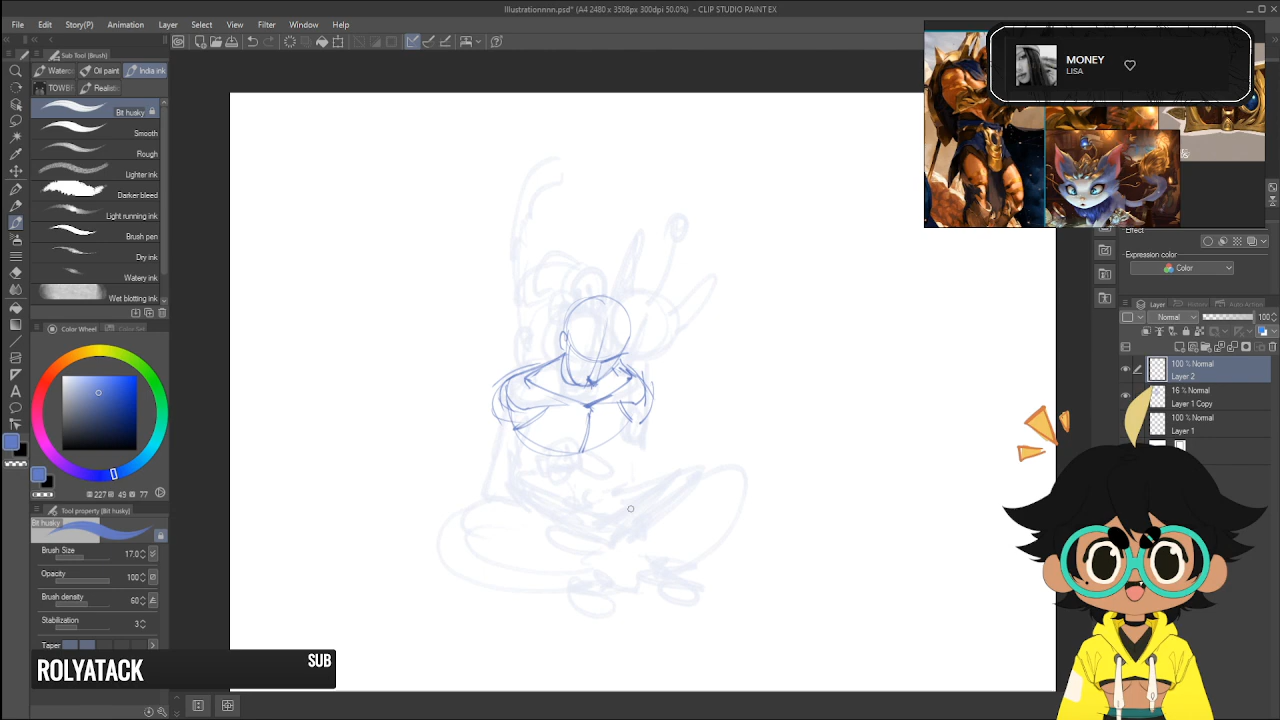 Illustrationnnn.psd* (A4 2480 x 3508px 300dpi 50.0%) - CLIP STUDIO PAINT EX
File Edit Story(P) Animation Layer Select View Filter Window Help
Sub Tool [Brush]
Waterc Oil paint India ink
TOWB Realistic
Bit husky
Smooth
Rough
Lighter ink
Darker bleed
Light running ink
Brush pen
Dry ink
Watery ink
Wet blotting ink
Color Wheel Color Set
227 49 77
Tool property [Bit husky]
Bit husky
Brush Size 17.0
Opacity 100
Brush density 60
Stabilization 3
Taper
ROLYATACK SUB
MONEY
LISA
Effect
Expression color
Color
Layer History Auto Action
Normal 100
100 % Normal
Layer 2
16 % Normal
Layer 1 Copy
100 % Normal
Layer 1